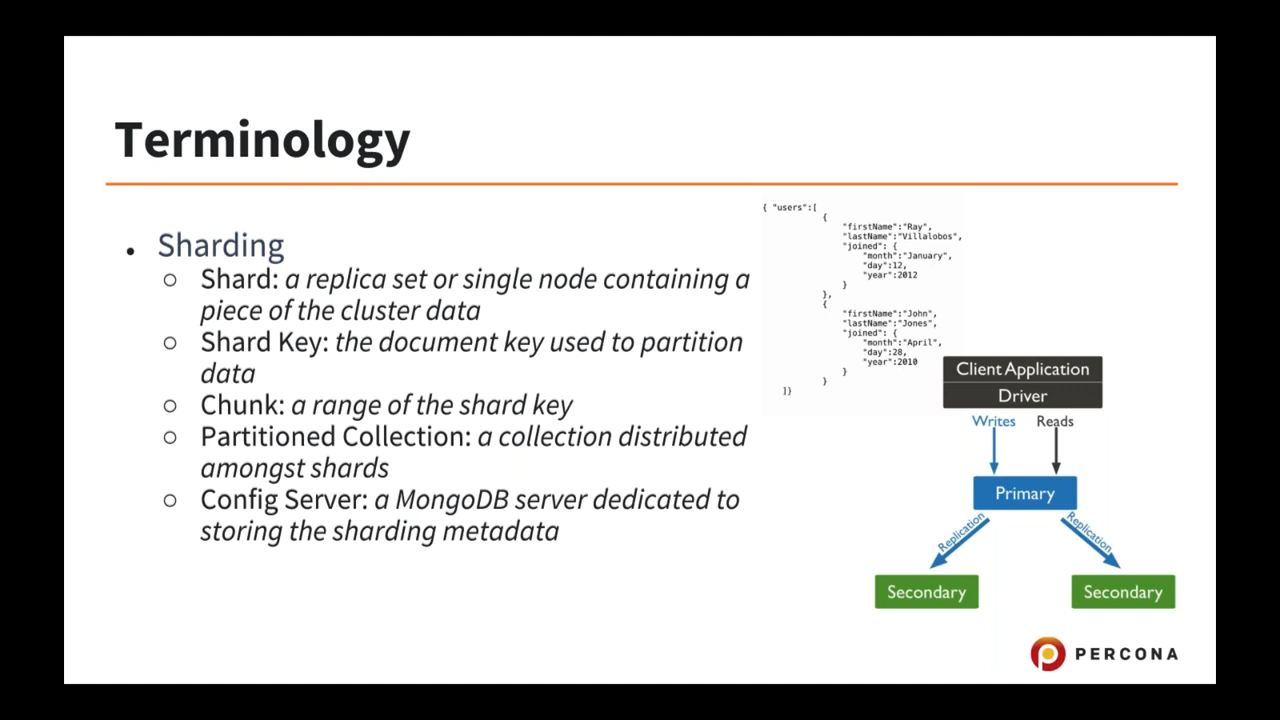 Terminology
• Sharding
○ Shard: a replica set or single node containing a
piece of the cluster data
○ Shard Key: the document key used to partition
data
○ Chunk: a range of the shard key
○ Partitioned Collection: a collection distributed
amongst shards
○ Config Server: a MongoDB server dedicated to
storing the sharding metadata
{ "users":[
{
"firstName":"Ray",
"lastName":"Villalobos",
"joined": {
"month":"January",
"day":12,
"year":2012
}
},
{
"firstName":"John",
"lastName":"Jones",
"joined": {
"month":"April",
"day":28,
"year":2010
}
}
]}
Client Application
Driver
Writes Reads
Primary
Replication Replication
Secondary Secondary
PERCONA